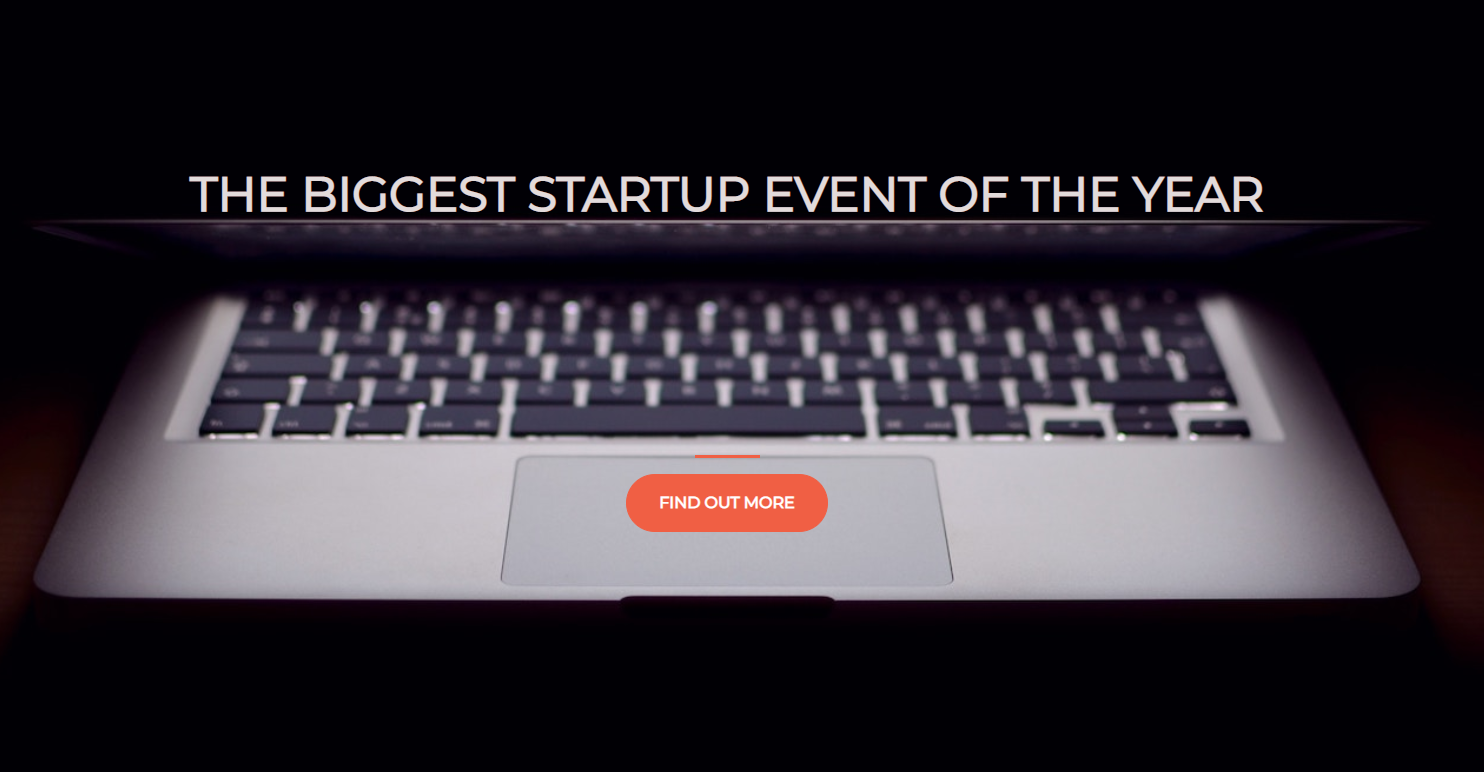 THE BIGGEST STARTUP EVENT OF THE YEAR
FIND OUT MORE